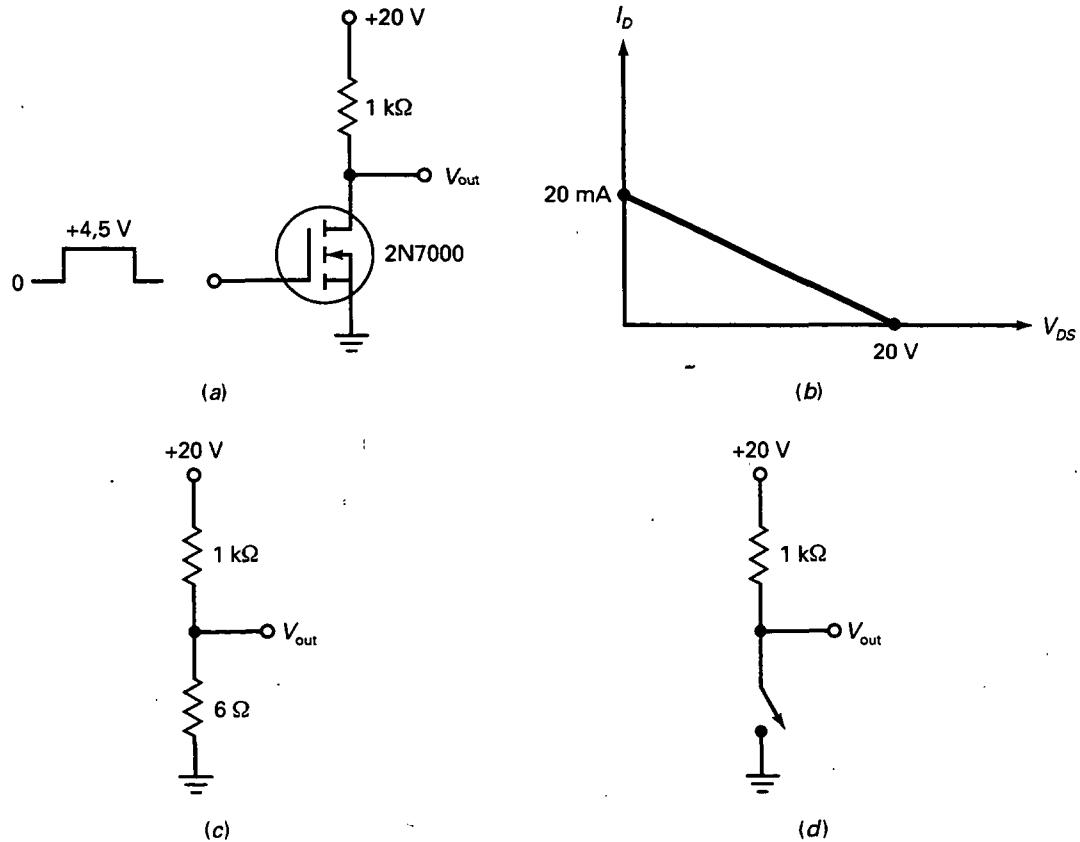 +20 V
1 kΩ
V_out
+4,5 V
0
2N7000
(a)
I_D
20 mA
20 V
V_DS
(b)
+20 V
1 kΩ
V_out
6 Ω
(c)
+20 V
1 kΩ
V_out
(d)